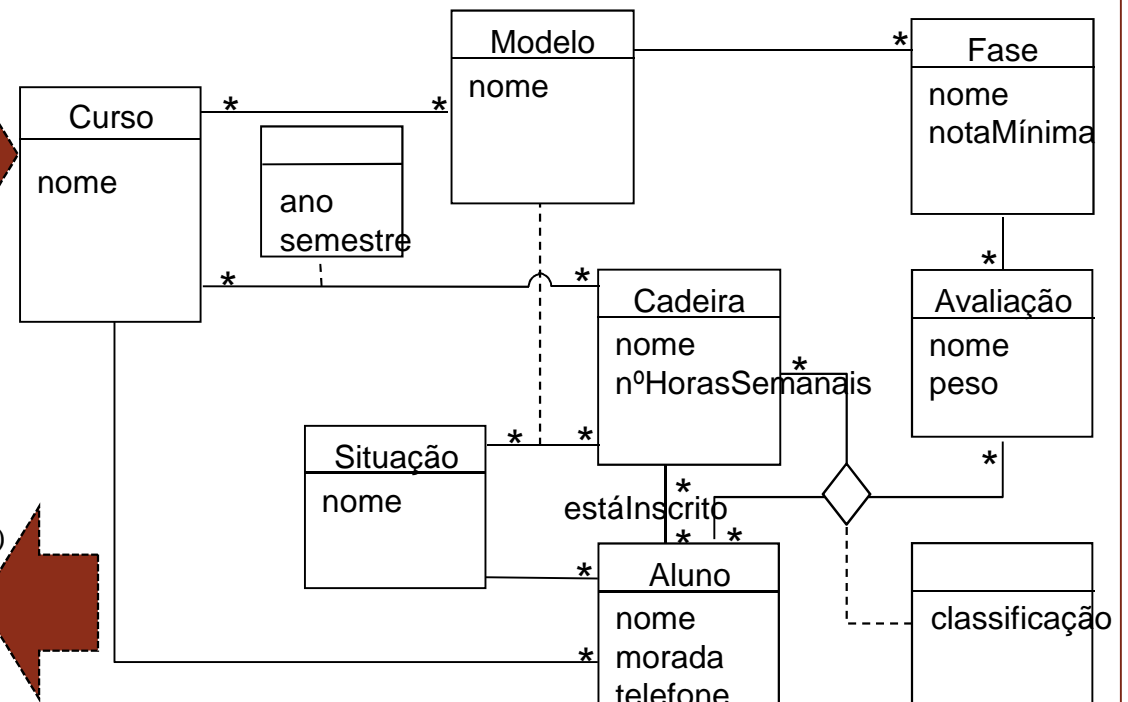 Modelo
nome
*
Fase
nome
notaMínima
Curso
nome
*
*
ano
semestre
*
*
Cadeira
nome
nºHorasSemanais
*
*
Avaliação
nome
peso
*
Situação
nome
*
*
*
estáInscrito
*
*
)
*
Aluno
nome
morada
telefone
*
classificação